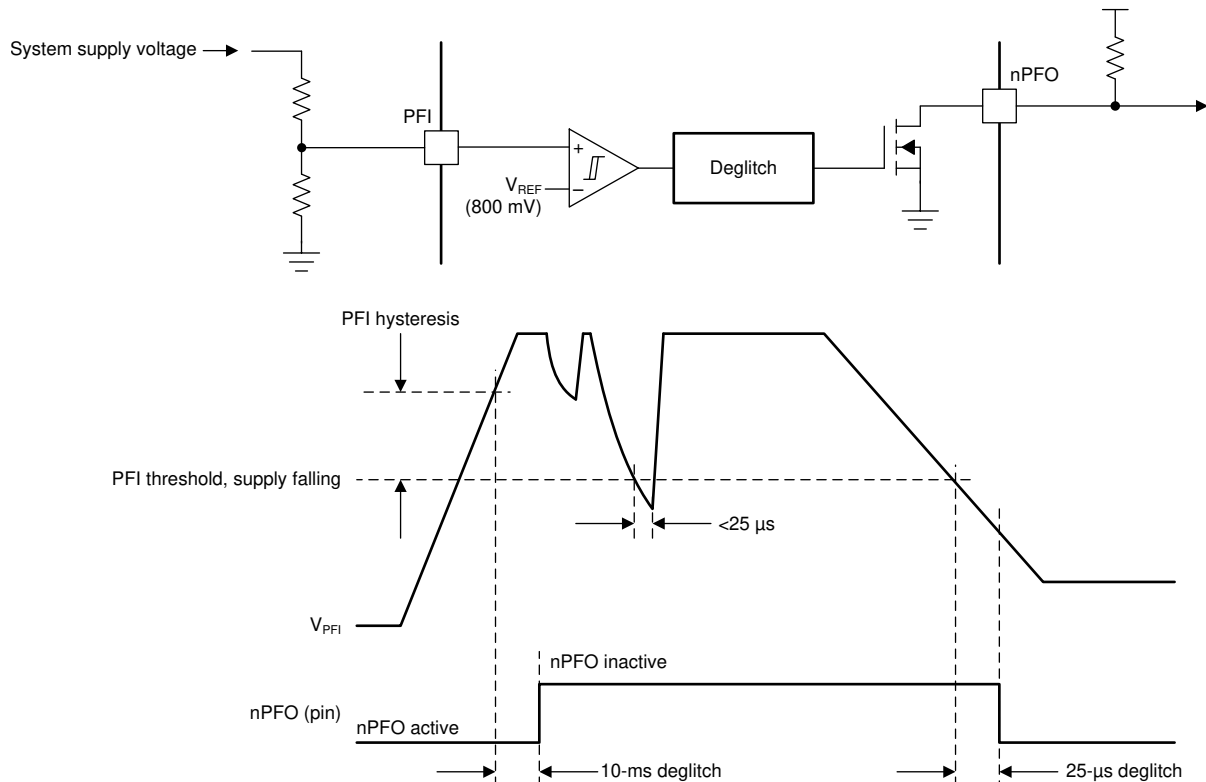 System supply voltage
PFI
nPFO
+
VREF
(800 mV)
−
Deglitch
PFI hysteresis
PFI threshold, supply falling
<25 µs
VPFI
nPFO inactive
nPFO (pin)
nPFO active
10-ms deglitch
25-µs deglitch